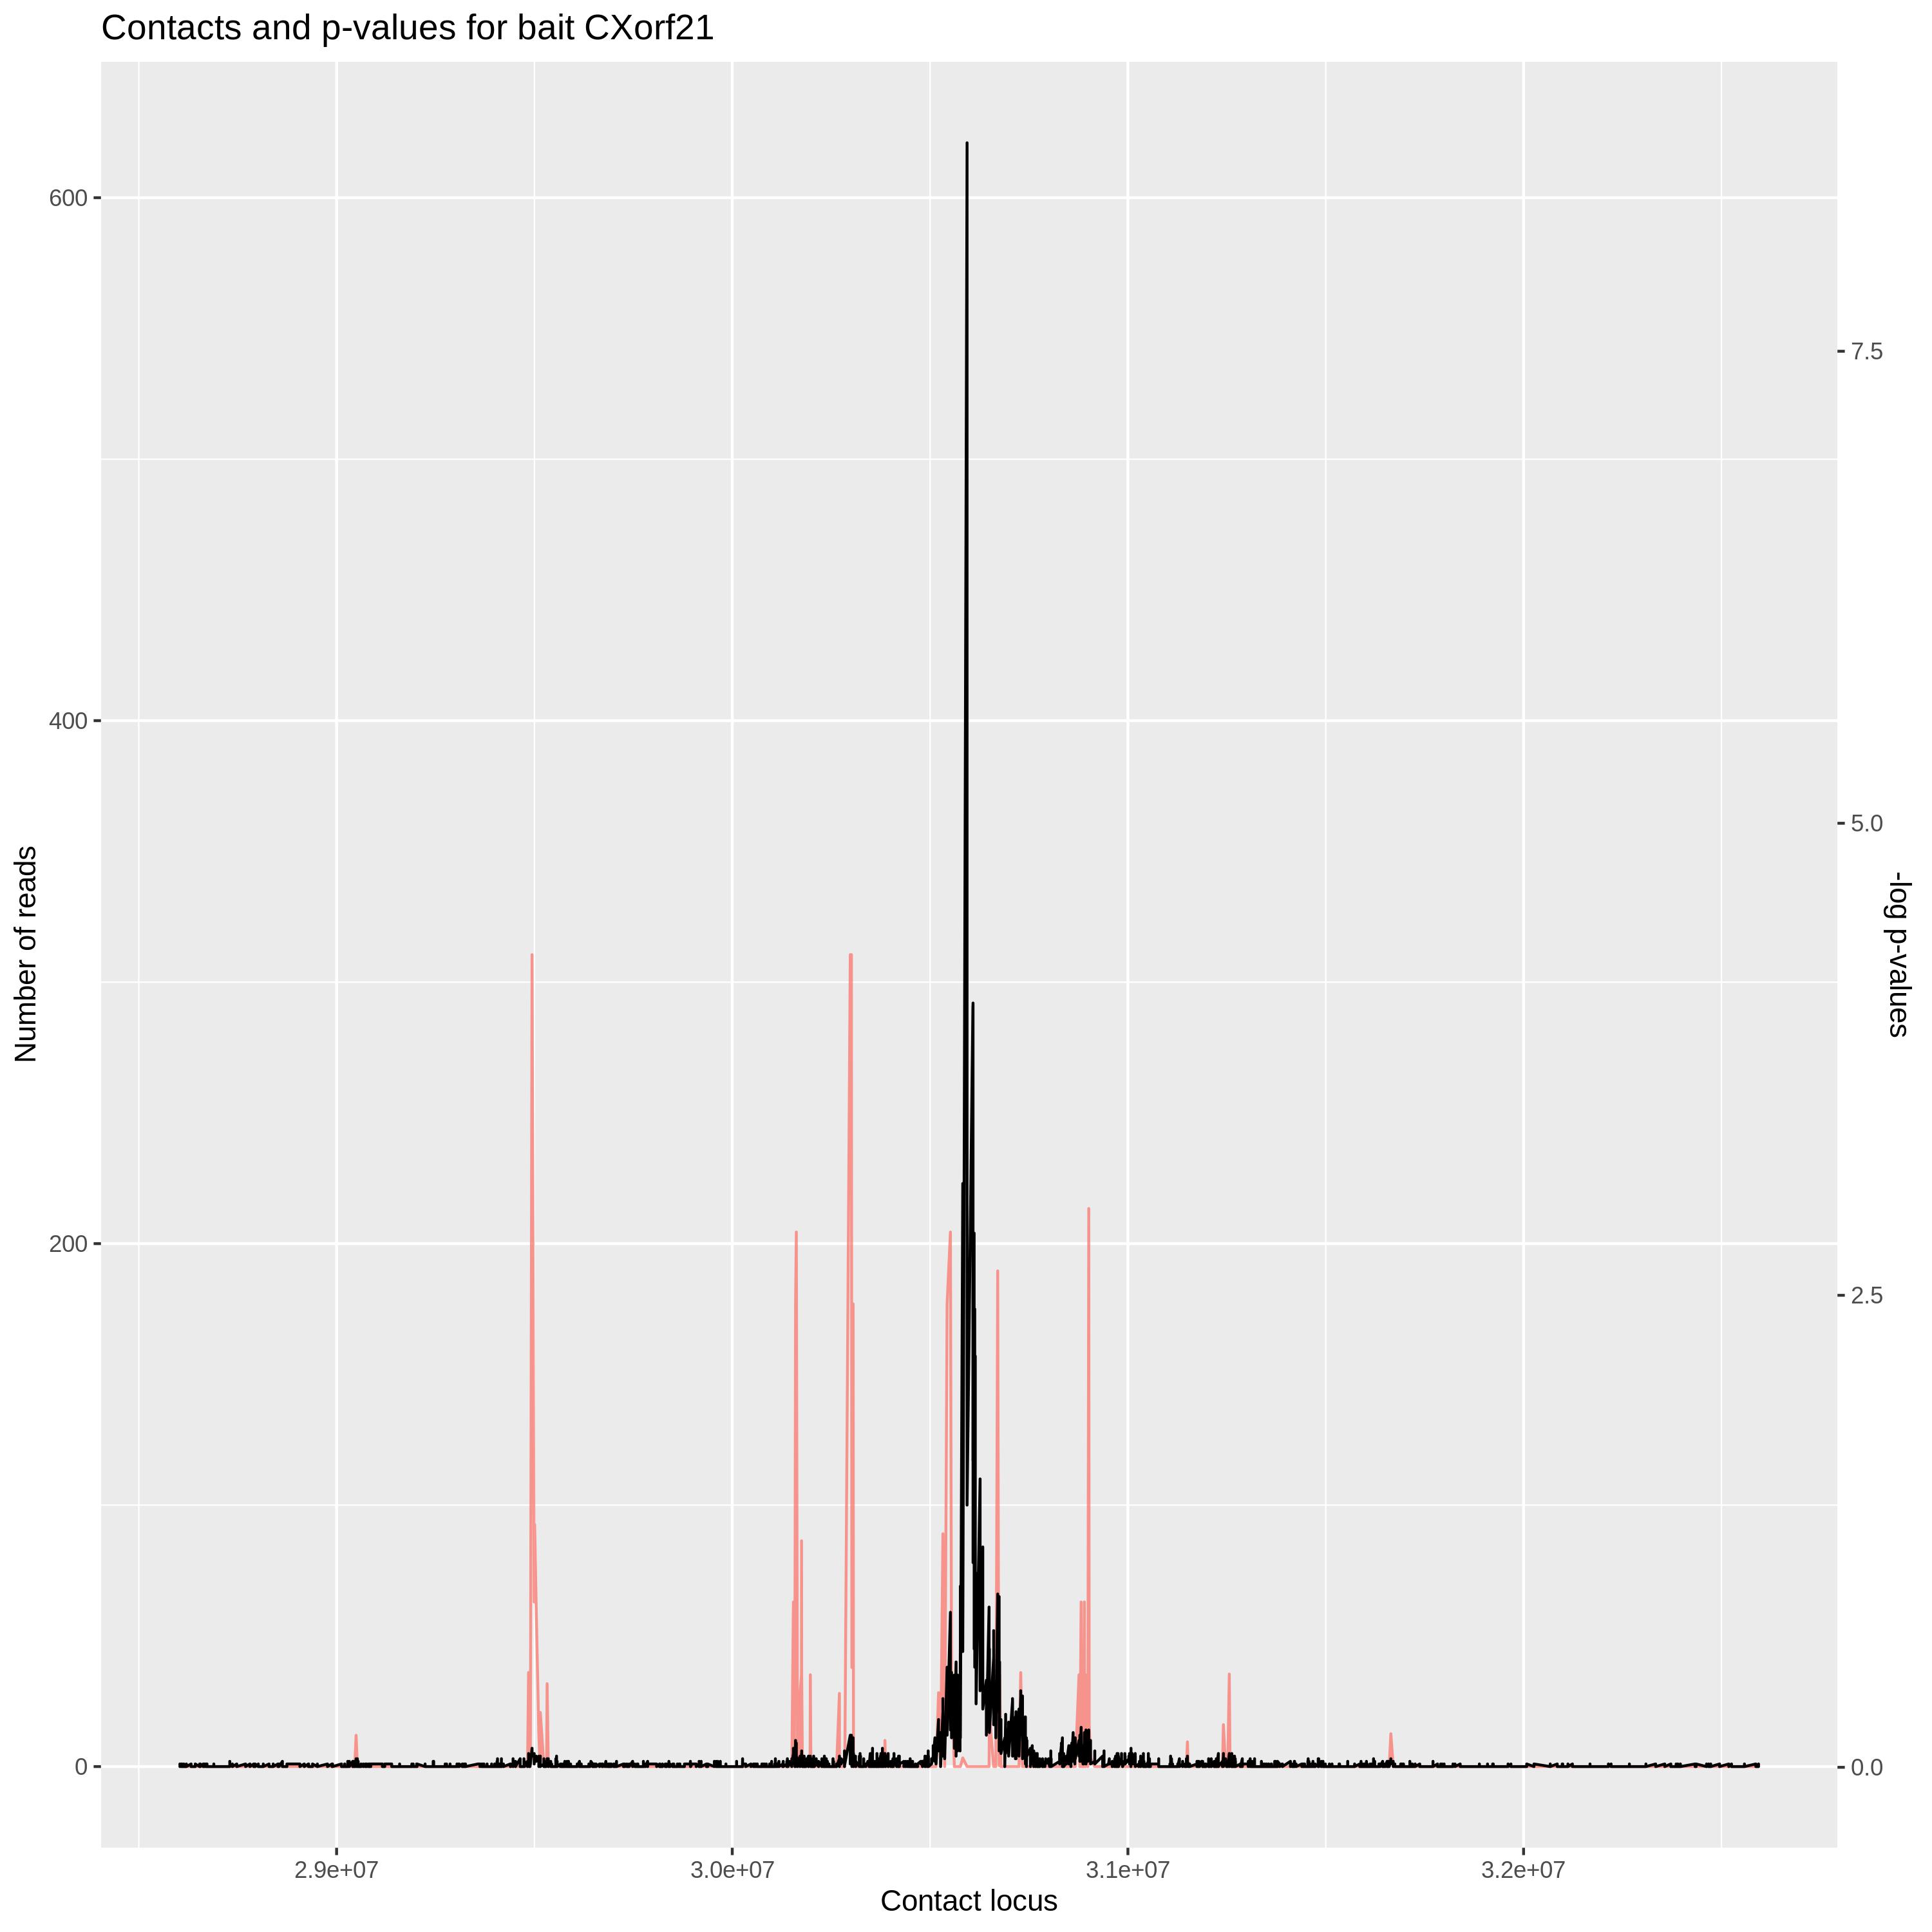 Contacts and p-values for bait CXorf21
600
400
200
0
Number of reads
7.5
5.0
2.5
0.0
-log p-values
2.9e+07
3.0e+07
3.1e+07
3.2e+07
Contact locus